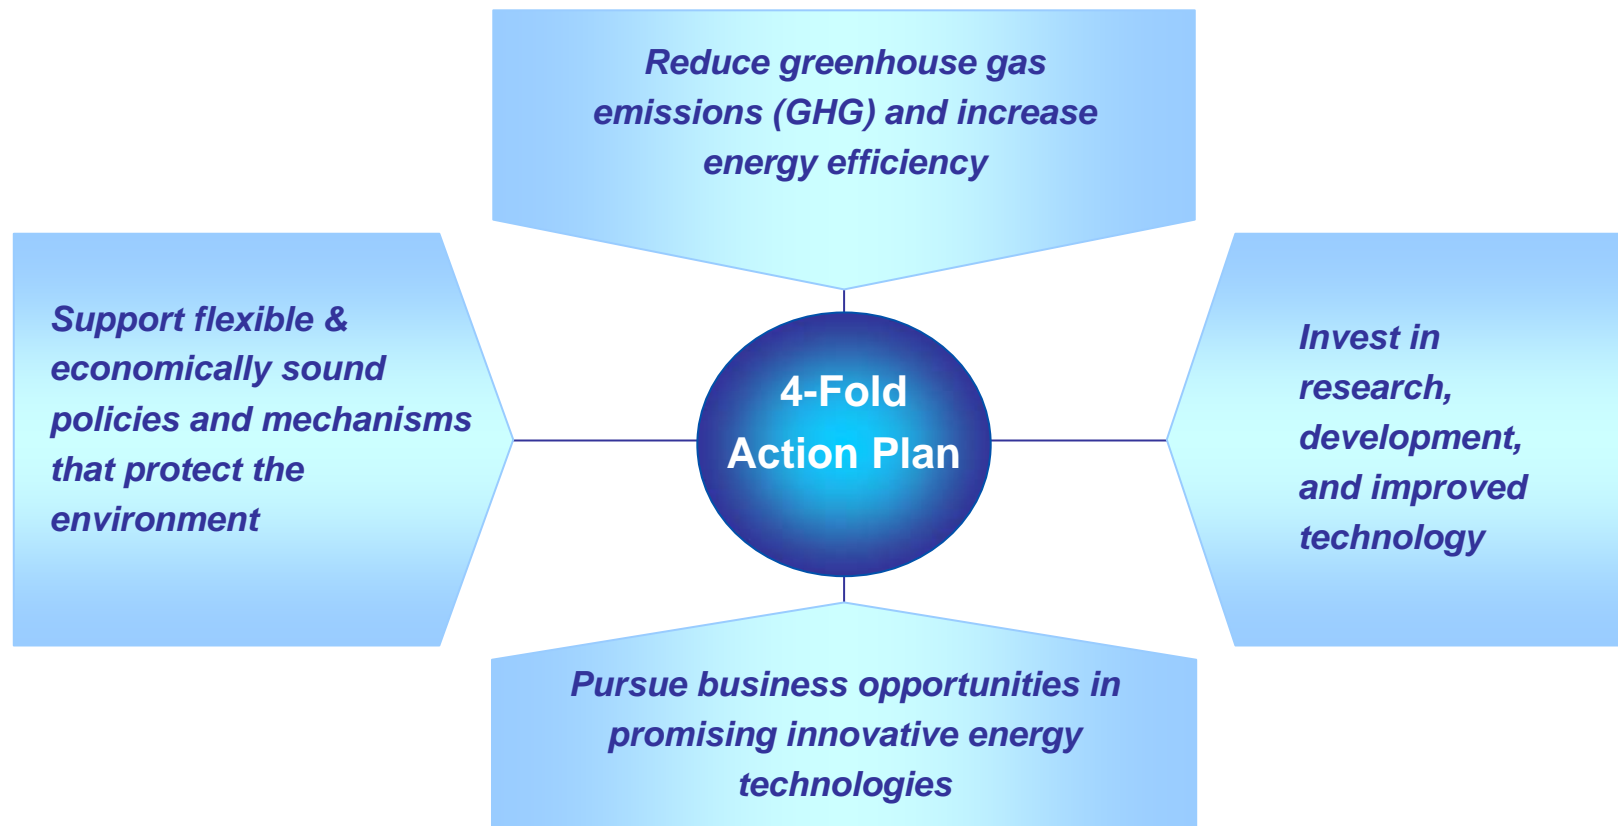 Reduce greenhouse gas
emissions (GHG) and increase
energy efficiency
Support flexible &
economically sound
policies and mechanisms
that protect the
environment
4-Fold
Action Plan
Invest in
research,
development,
and improved
technology
Pursue business opportunities in
promising innovative energy
technologies